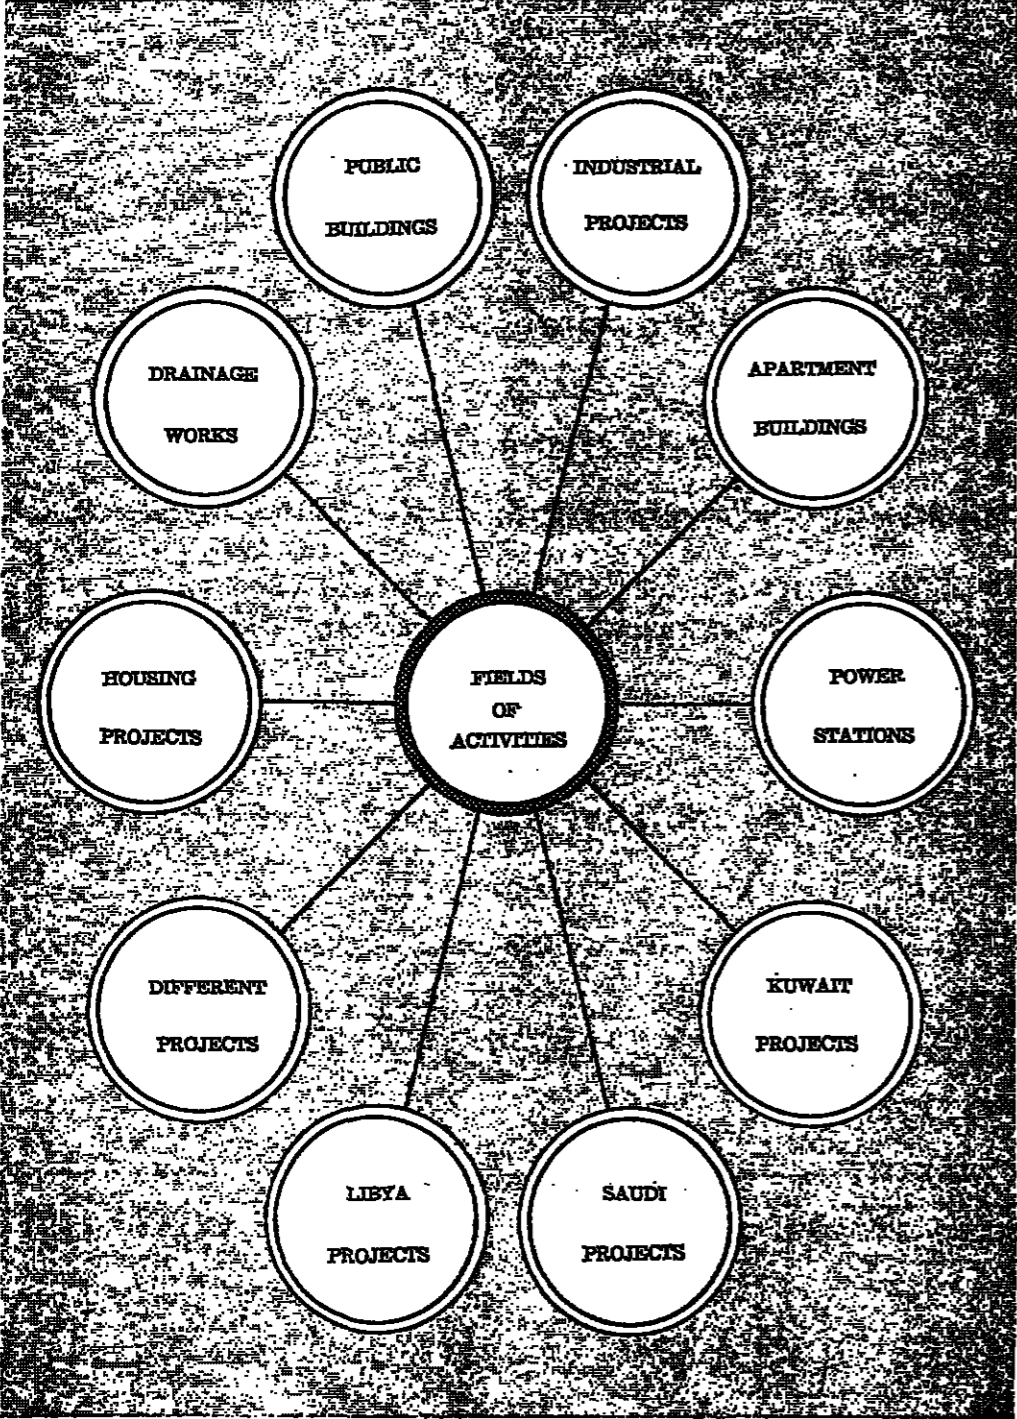 PUBLIC
BUILDINGS
INDUSTRIAL
PROJECTS
DRAINAGE
WORKS
APARTMENT
BUILDINGS
HOUSING
PROJECTS
FIELDS
OF
ACTIVITIES
POWER
STATIONS
DIFFERENT
PROJECTS
KUWAIT
PROJECTS
LIBYA
PROJECTS
SAUDI
PROJECTS